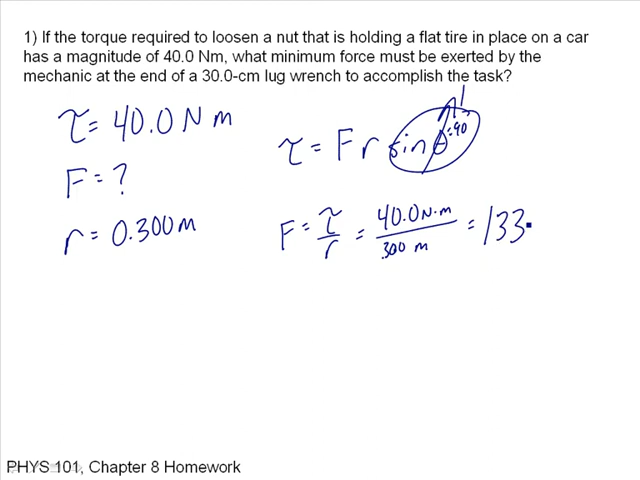 1) If the torque required to loosen a nut that is holding a flat tire in place on a car
has a magnitude of 40.0 Nm, what minimum force must be exerted by the
mechanic at the end of a 30.0-cm lug wrench to accomplish the task?
τ = 40.0 N m
τ = F r sin θ = 90 1
F = ?
r = 0.300 m
F = τ/r = 40.0 N·m/.300 m = 133
PHYS 101, Chapter 8 Homework